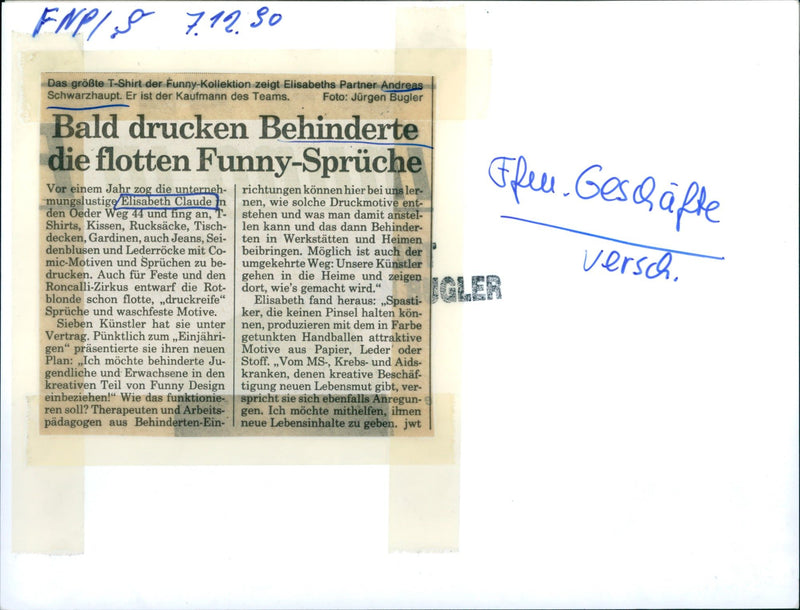 FNP/S 7.12.90
Das größte T-Shirt der Funny-Kollektion zeigt Elisabeths Partner Andreas
Schwarzhaupt. Er ist der Kaufmann des Teams. Foto: Jürgen Bugler
Bald drucken Behinderte
die flotten Funny-Sprüche
Vor einem Jahr zog die unterneh-
mungslustige Elisabeth Claude in
den Oeder Weg 44 und fing an, T-
Shirts, Kissen, Rucksäcke, Tisch-
decken, Gardinen, auch Jeans, Sei-
denblusen und Lederröcke mit Co-
mic-Motiven und Sprüchen zu be-
drucken. Auch für Feste und den
Roncalli-Zirkus entwarf die Rot-
blonde schon flotte, „druckreife"
Sprüche und waschfeste Motive.
Sieben Künstler hat sie unter
Vertrag. Pünktlich zum „Einjähri-
gen" präsentierte sie ihren neuen
Plan: „Ich möchte behinderte Ju-
gendliche und Erwachsene in den
kreativen Teil von Funny Design
einbeziehen!" Wie das funktionie-
ren soll? Therapeuten und Arbeits-
pädagogen aus Behinderten-Ein-
richtungen können hier bei uns ler-
nen, wie solche Druckmotive ent-
stehen und was man damit anstel-
len kann und das dann Behinder-
ten in Werkstätten und Heimen
beibringen. Möglich ist auch der
umgekehrte Weg: Unsere Künstler
gehen in die Heime und zeigen
dort, wie's gemacht wird."
Elisabeth fand heraus: „Spasti-
ker, die keinen Pinsel halten kön-
nen, produzieren mit dem in Farbe
getunkten Handballen attraktive
Motive aus Papier, Leder oder
Stoff. „Vom MS-, Krebs- und Aids-
kranken, denen kreative Beschäf-
tigung neuen Lebensmut gibt, ver-
spricht sie sich ebenfalls Anregun-
gen. Ich möchte mithelfen, ihnen
neue Lebensinhalte zu geben. jwt
Ffm. Geschäfte
versch.
IGLER